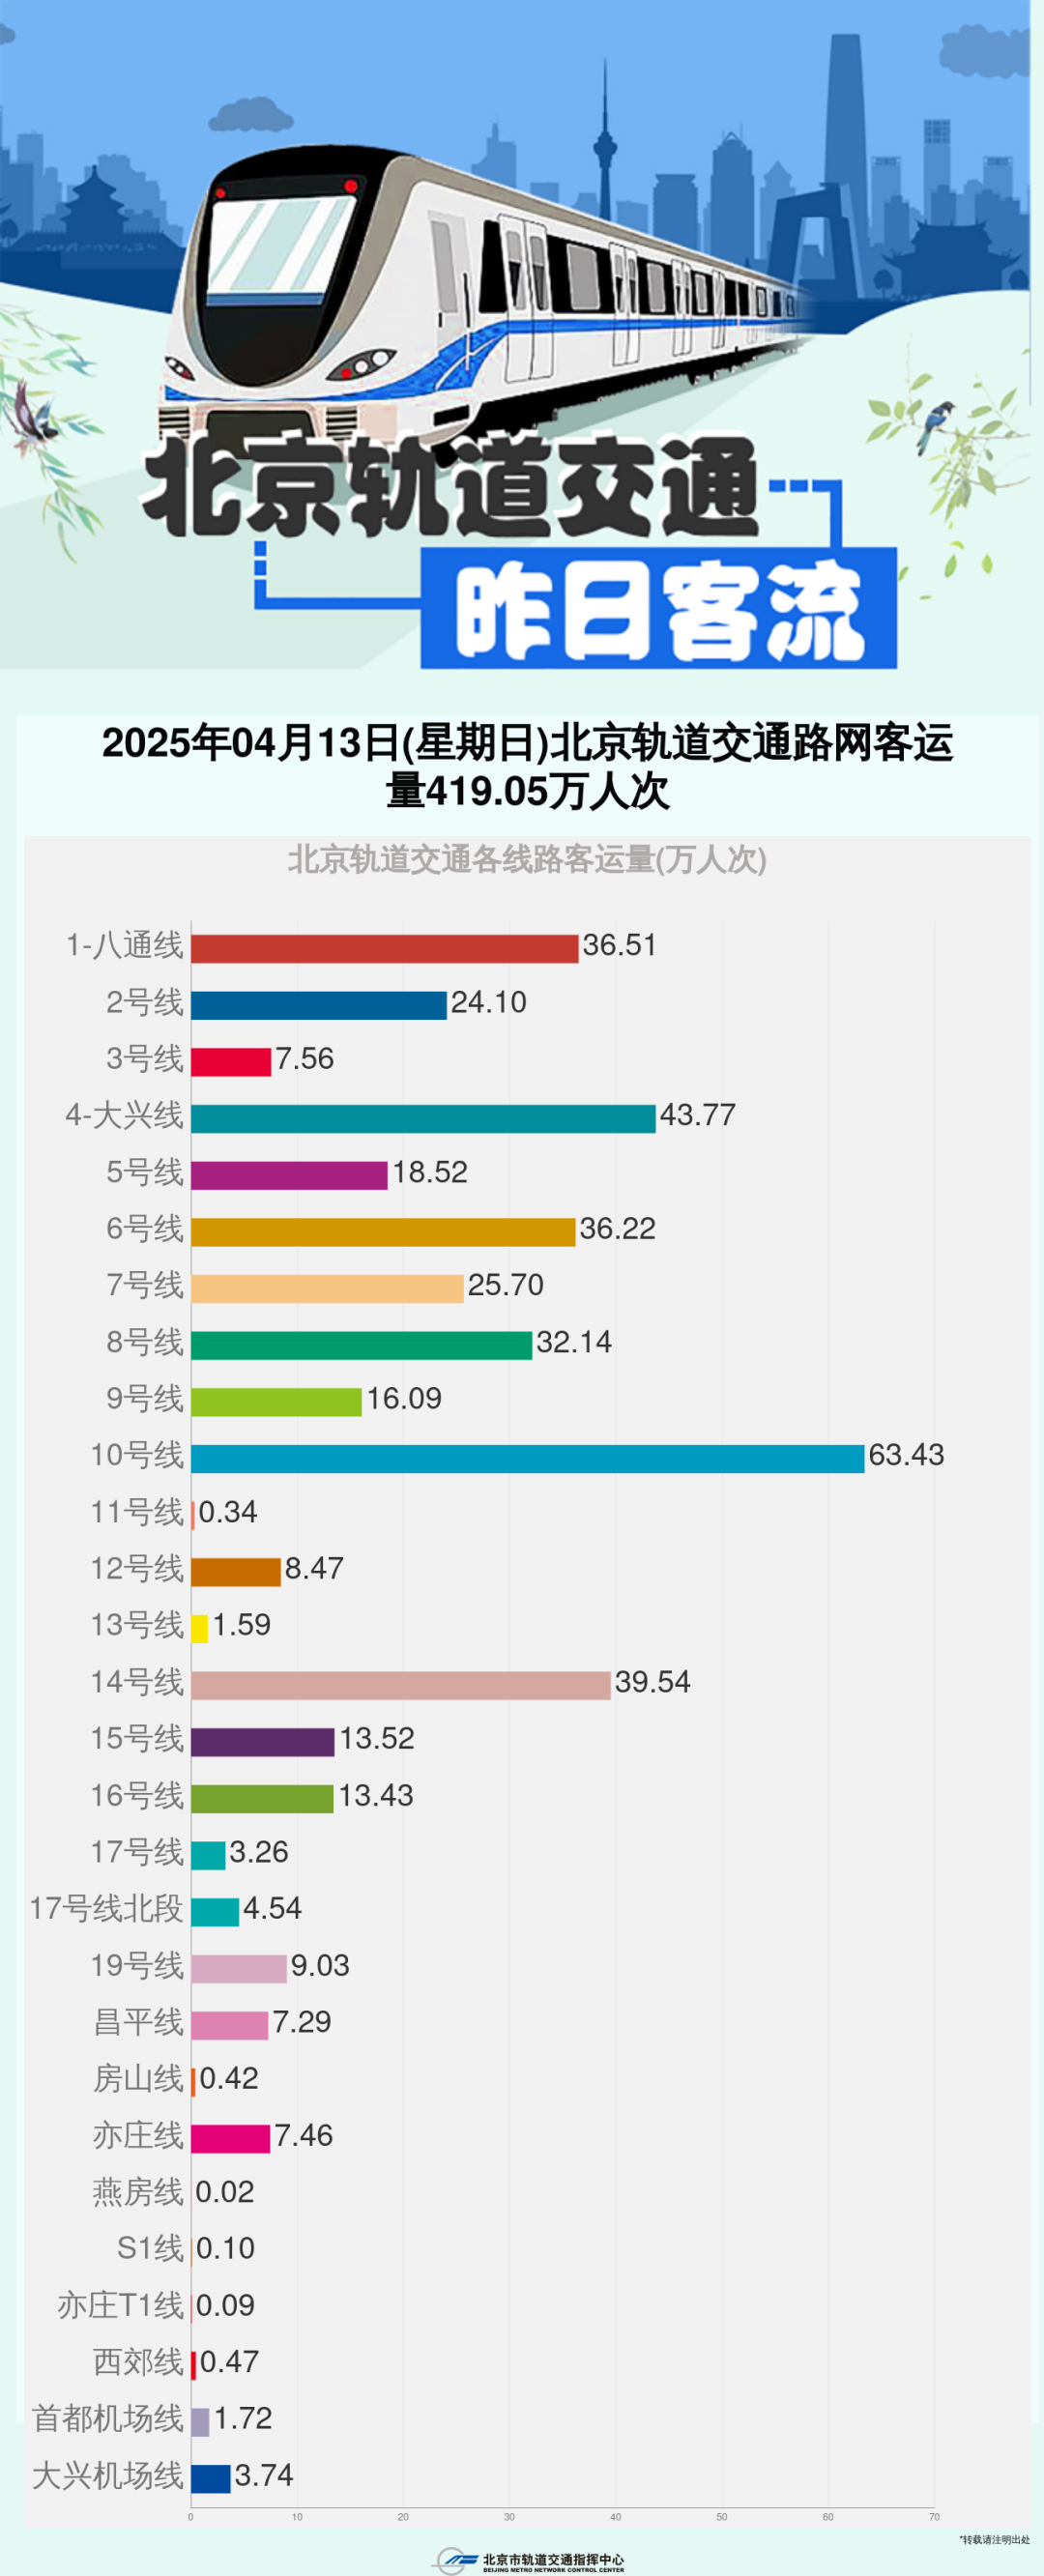 北京轨道交通
昨日客流
2025年04月13日(星期日)北京轨道交通路网客运
量419.05万人次
北京轨道交通各线路客运量(万人次)
1-八通线 36.51
2号线 24.10
3号线 7.56
4-大兴线 43.77
5号线 18.52
6号线 36.22
7号线 25.70
8号线 32.14
9号线 16.09
10号线 63.43
11号线 0.34
12号线 8.47
13号线 1.59
14号线 39.54
15号线 13.52
16号线 13.43
17号线 3.26
17号线北段 4.54
19号线 9.03
昌平线 7.29
房山线 0.42
亦庄线 7.46
燕房线 0.02
S1线 0.10
亦庄T1线 0.09
西郊线 0.47
首都机场线 1.72
大兴机场线 3.74
0 10 20 30 40 50 60 70
*转载请注明出处
北京市轨道交通指挥中心
BEIJING METRO NETWORK CONTROL CENTER